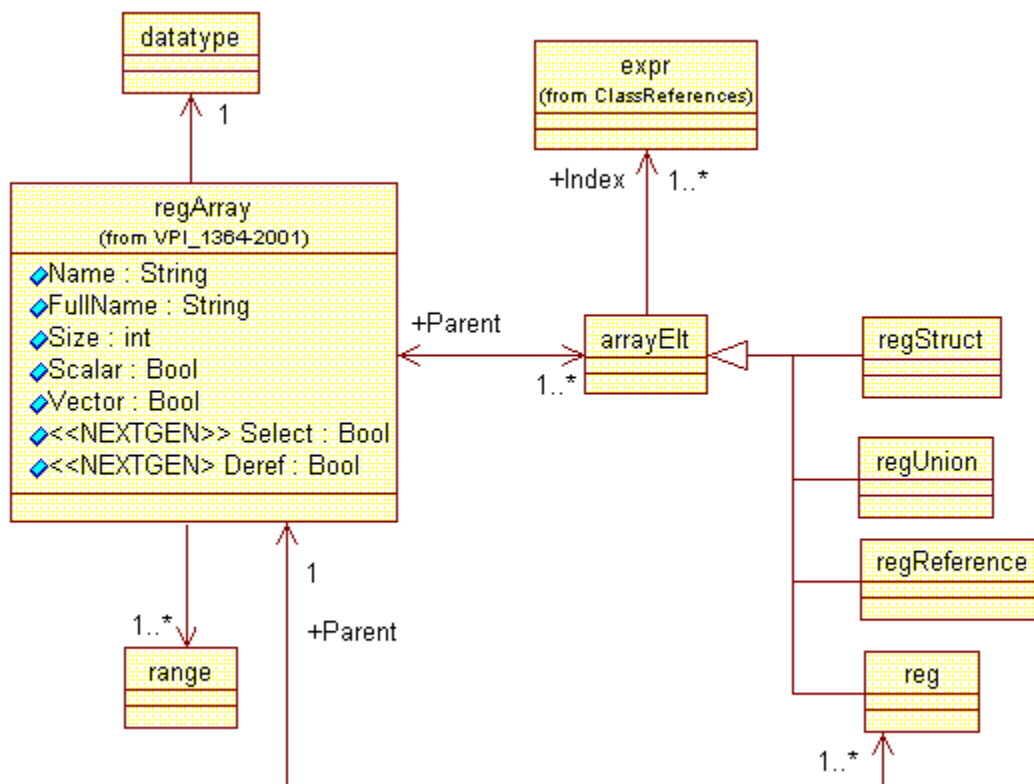 datatype
1
expr
(from ClassReferences)
+Index
1..*
regArray
(from VPI_1364-2001)
Name : String
FullName : String
Size : int
Scalar : Bool
Vector : Bool
<<NEXTGEN>> Select : Bool
<<NEXTGEN> Deref : Bool
+Parent
1..*
arrayElt
regStruct
regUnion
regReference
reg
1..*
1
+Parent
1..*
range